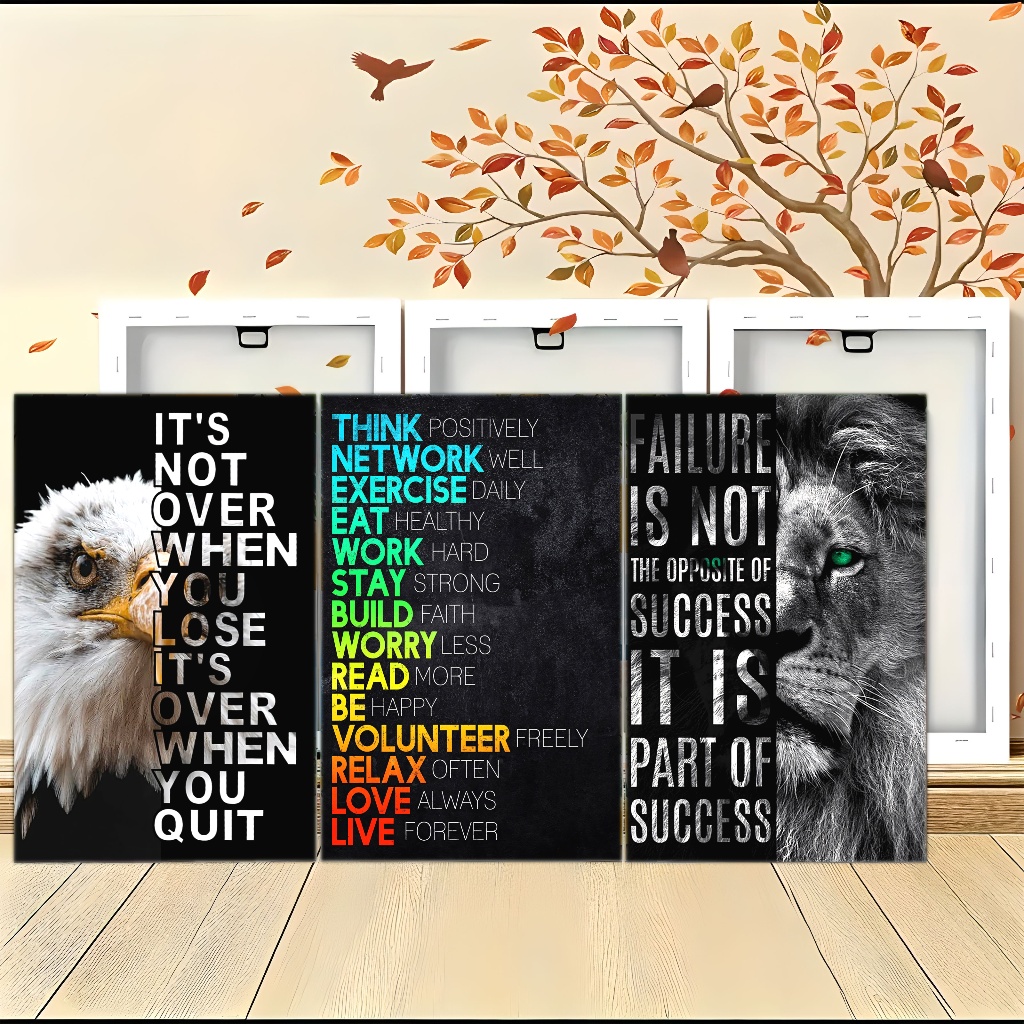 IT'S
NOT
OVER
WHEN
YOU
LOSE
IT'S
OVER
WHEN
YOU
QUIT
THINK POSITIVELY
NETWORK WELL
EXERCISE DAILY
EAT HEALTHY
WORK HARD
STAY STRONG
BUILD FAITH
WORRY LESS
READ MORE
BE HAPPY
VOLUNTEER FREELY
RELAX OFTEN
LOVE ALWAYS
LIVE FOREVER
FAILURE
IS NOT
THE OPPOSITE OF
SUCCESS
IT IS
PART OF
SUCCESS